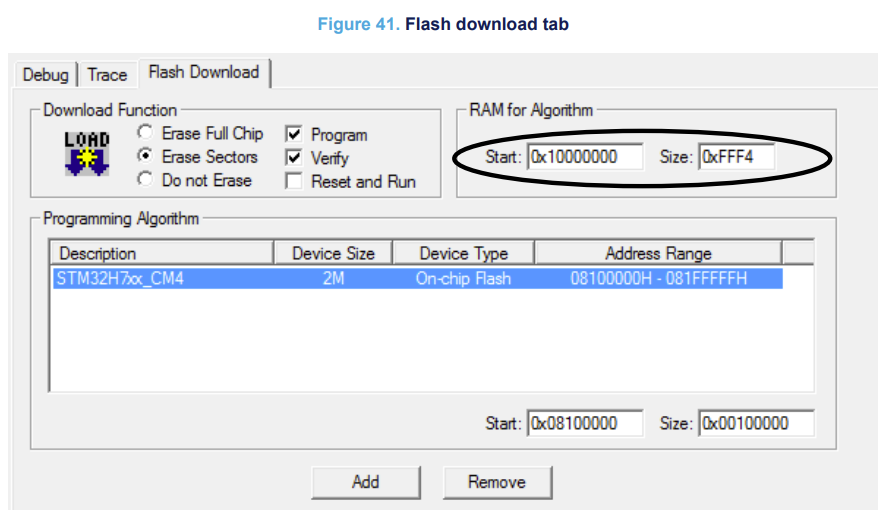 Figure 41. Flash download tab
Debug Trace Flash Download
Download Function
LOAD
Erase Full Chip
Erase Sectors
Do not Erase
Program
Verify
Reset and Run
RAM for Algorithm
Start: 0x10000000 Size: 0xFFF4
Programming Algorithm
Description Device Size Device Type Address Range
STM32H7xx_CM4 2M On-chip Flash 08100000H - 081FFFFFH
Start: 0x08100000 Size: 0x00100000
Add Remove